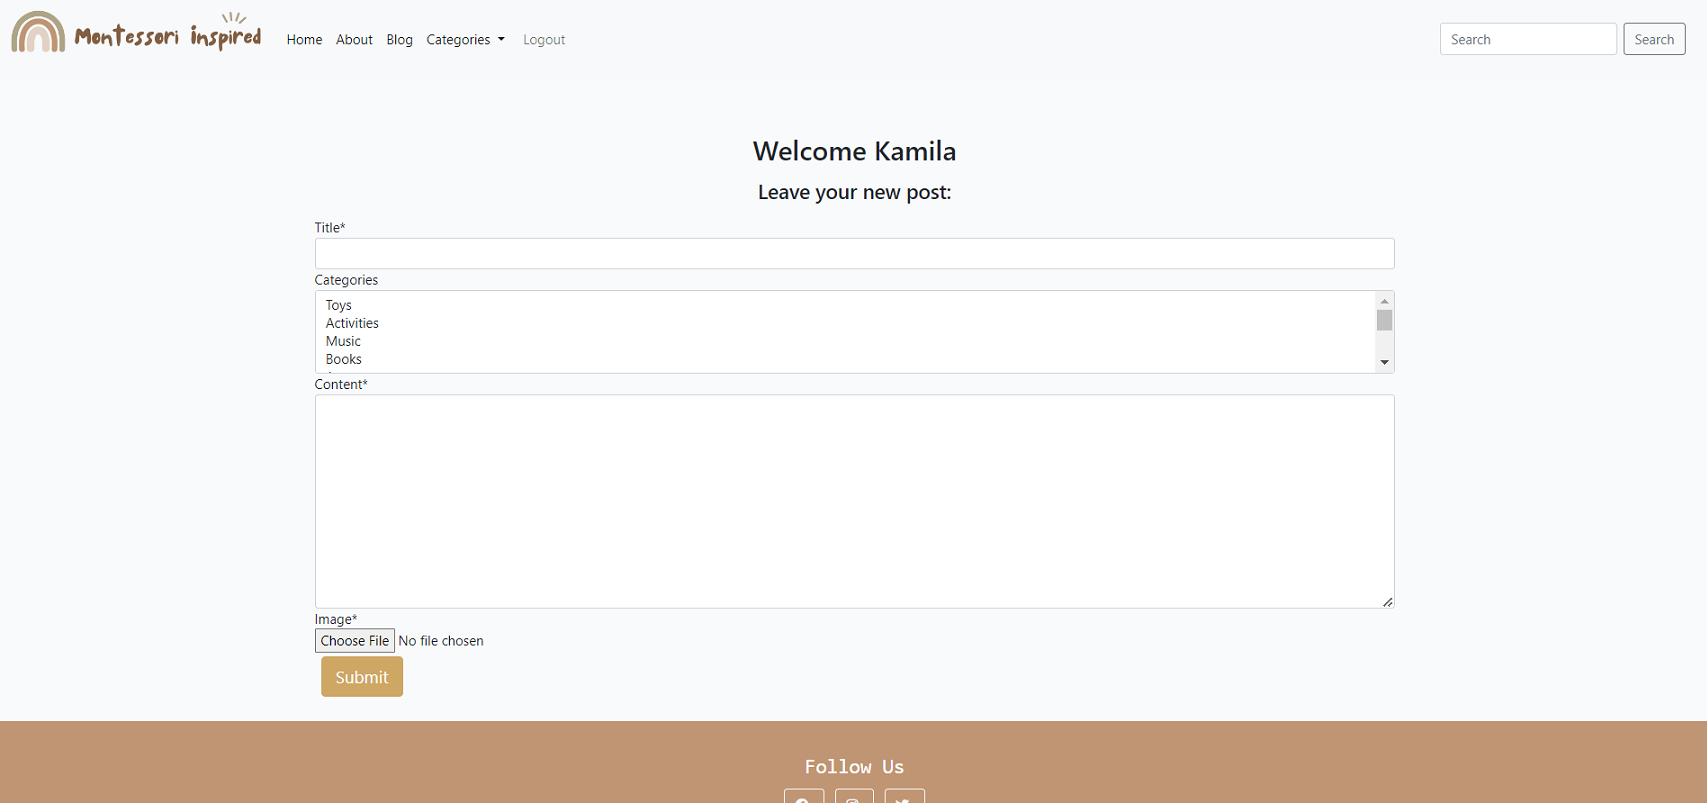 Montessori inspired
Home About Blog Categories Logout
Search Search
Welcome Kamila
Leave your new post:
Title*
Categories
Toys
Activities
Music
Books
Content*
Image*
Choose File No file chosen
Submit
Follow Us